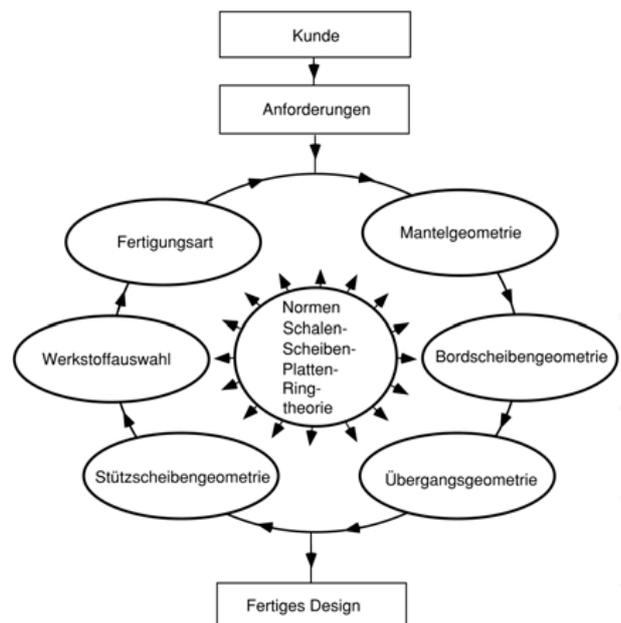 Kunde
Anforderungen
Fertigungsart
Mantelgeometrie
Normen
Schalen-
Scheiben-
Platten-
Ring-
theorie
Werkstoffauswahl
Bordscheibengeometrie
Stützscheibengeometrie
Übergangsgeometrie
Fertiges Design